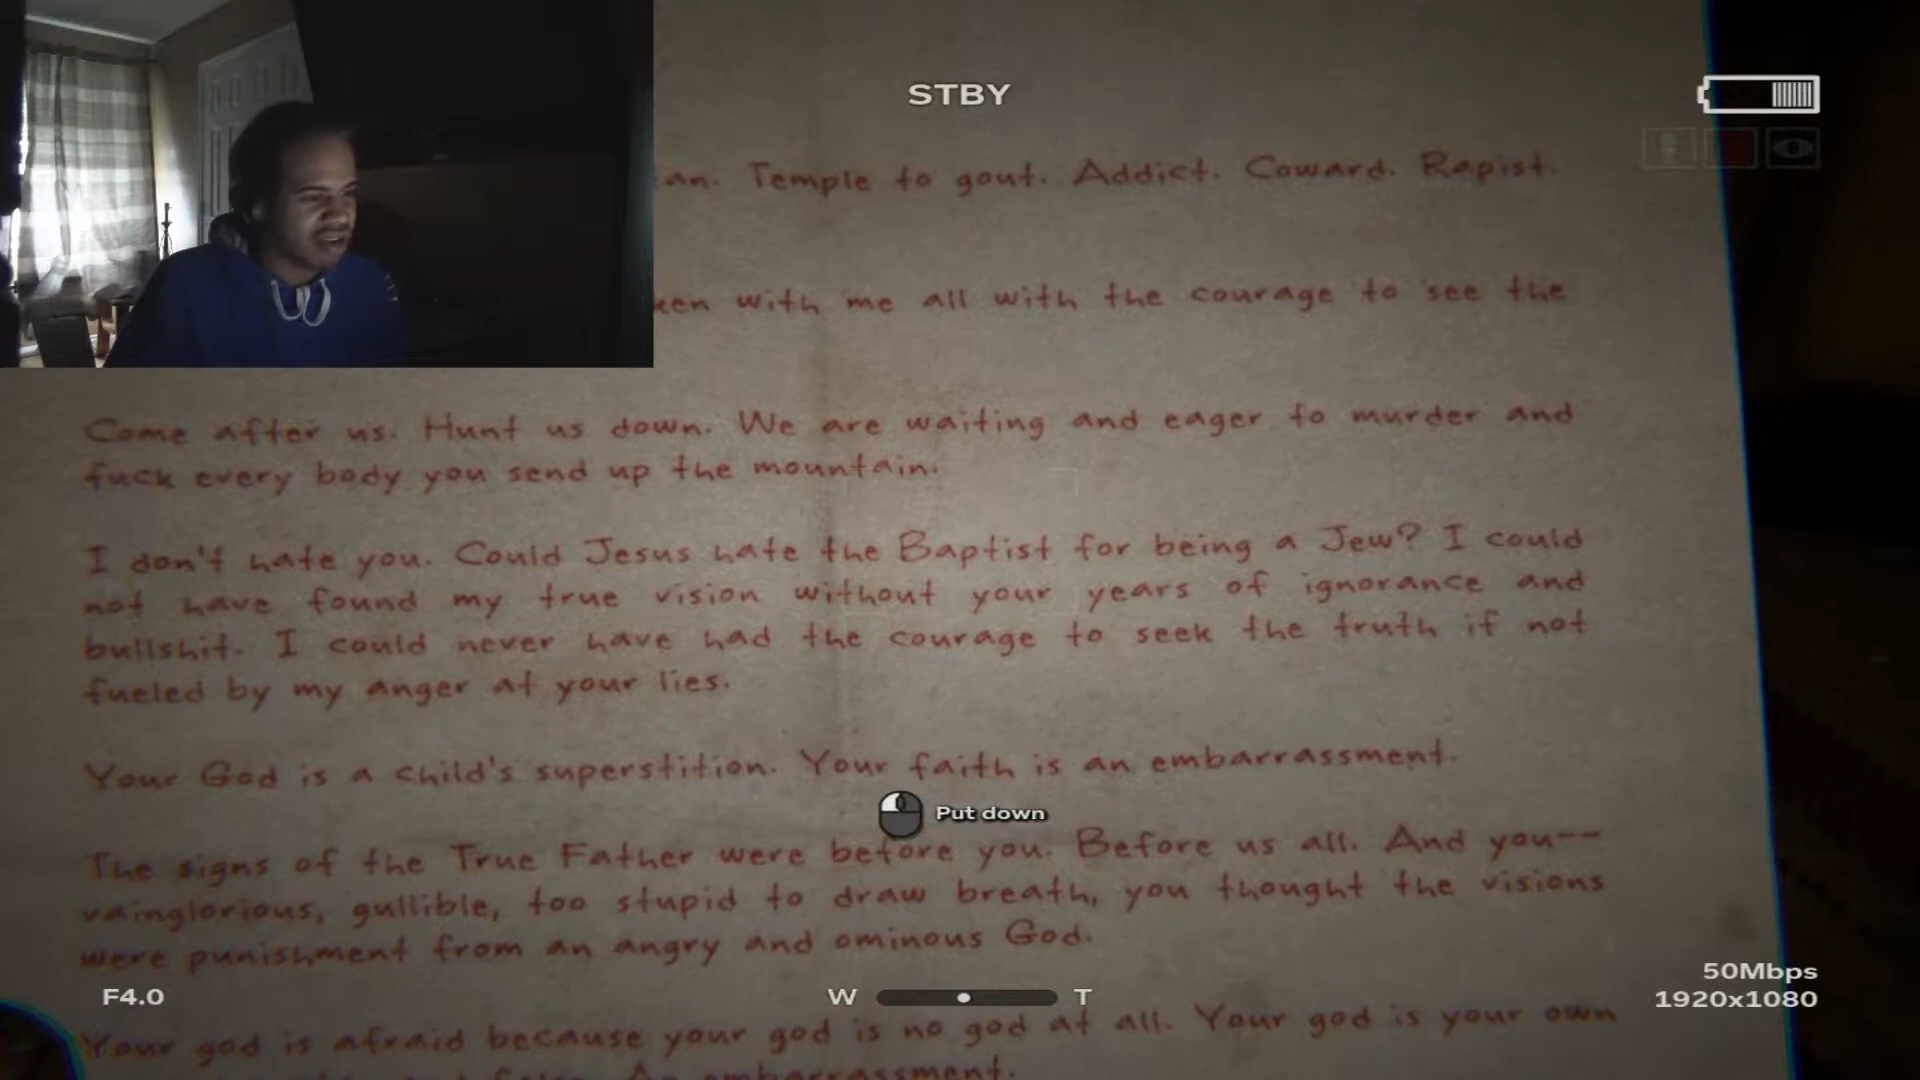 STBY
an. Temple to gout. Addict. Coward. Rapist.
with me all with the courage to see the
Come after us. Hunt us down. We are waiting and eager to murder and
fuck every body you send up the mountain.
I don't hate you. Could Jesus hate the Baptist for being a Jew? I could
not have found my true vision without your years of ignorance and
bullshit. I could never have had the courage to seek the truth if not
fueled by my anger at your lies.
Your God is a child's superstition. Your faith is an embarrassment.
Put down
The signs of the True Father were before you. Before us all. And you--
vainglorious, gullible, too stupid to draw breath, you thought the visions
were punishment from an angry and ominous God.
50Mbps
F4.0
W
T
1920x1080
Your god is afraid because your god is no god at all. Your god is your own
An embarrassment.